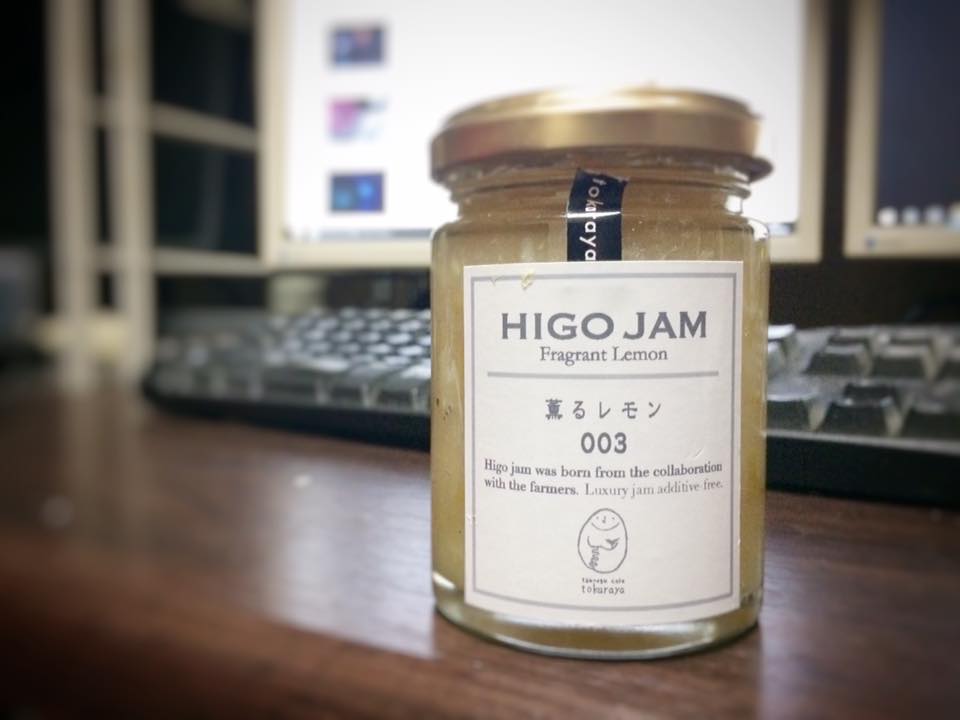 tokuraya
HIGO JAM
Fragrant Lemon
薫るレモン
003
Higo jam was born from the collaboration
with the farmers. Luxury jam additive-free.
tokuraya